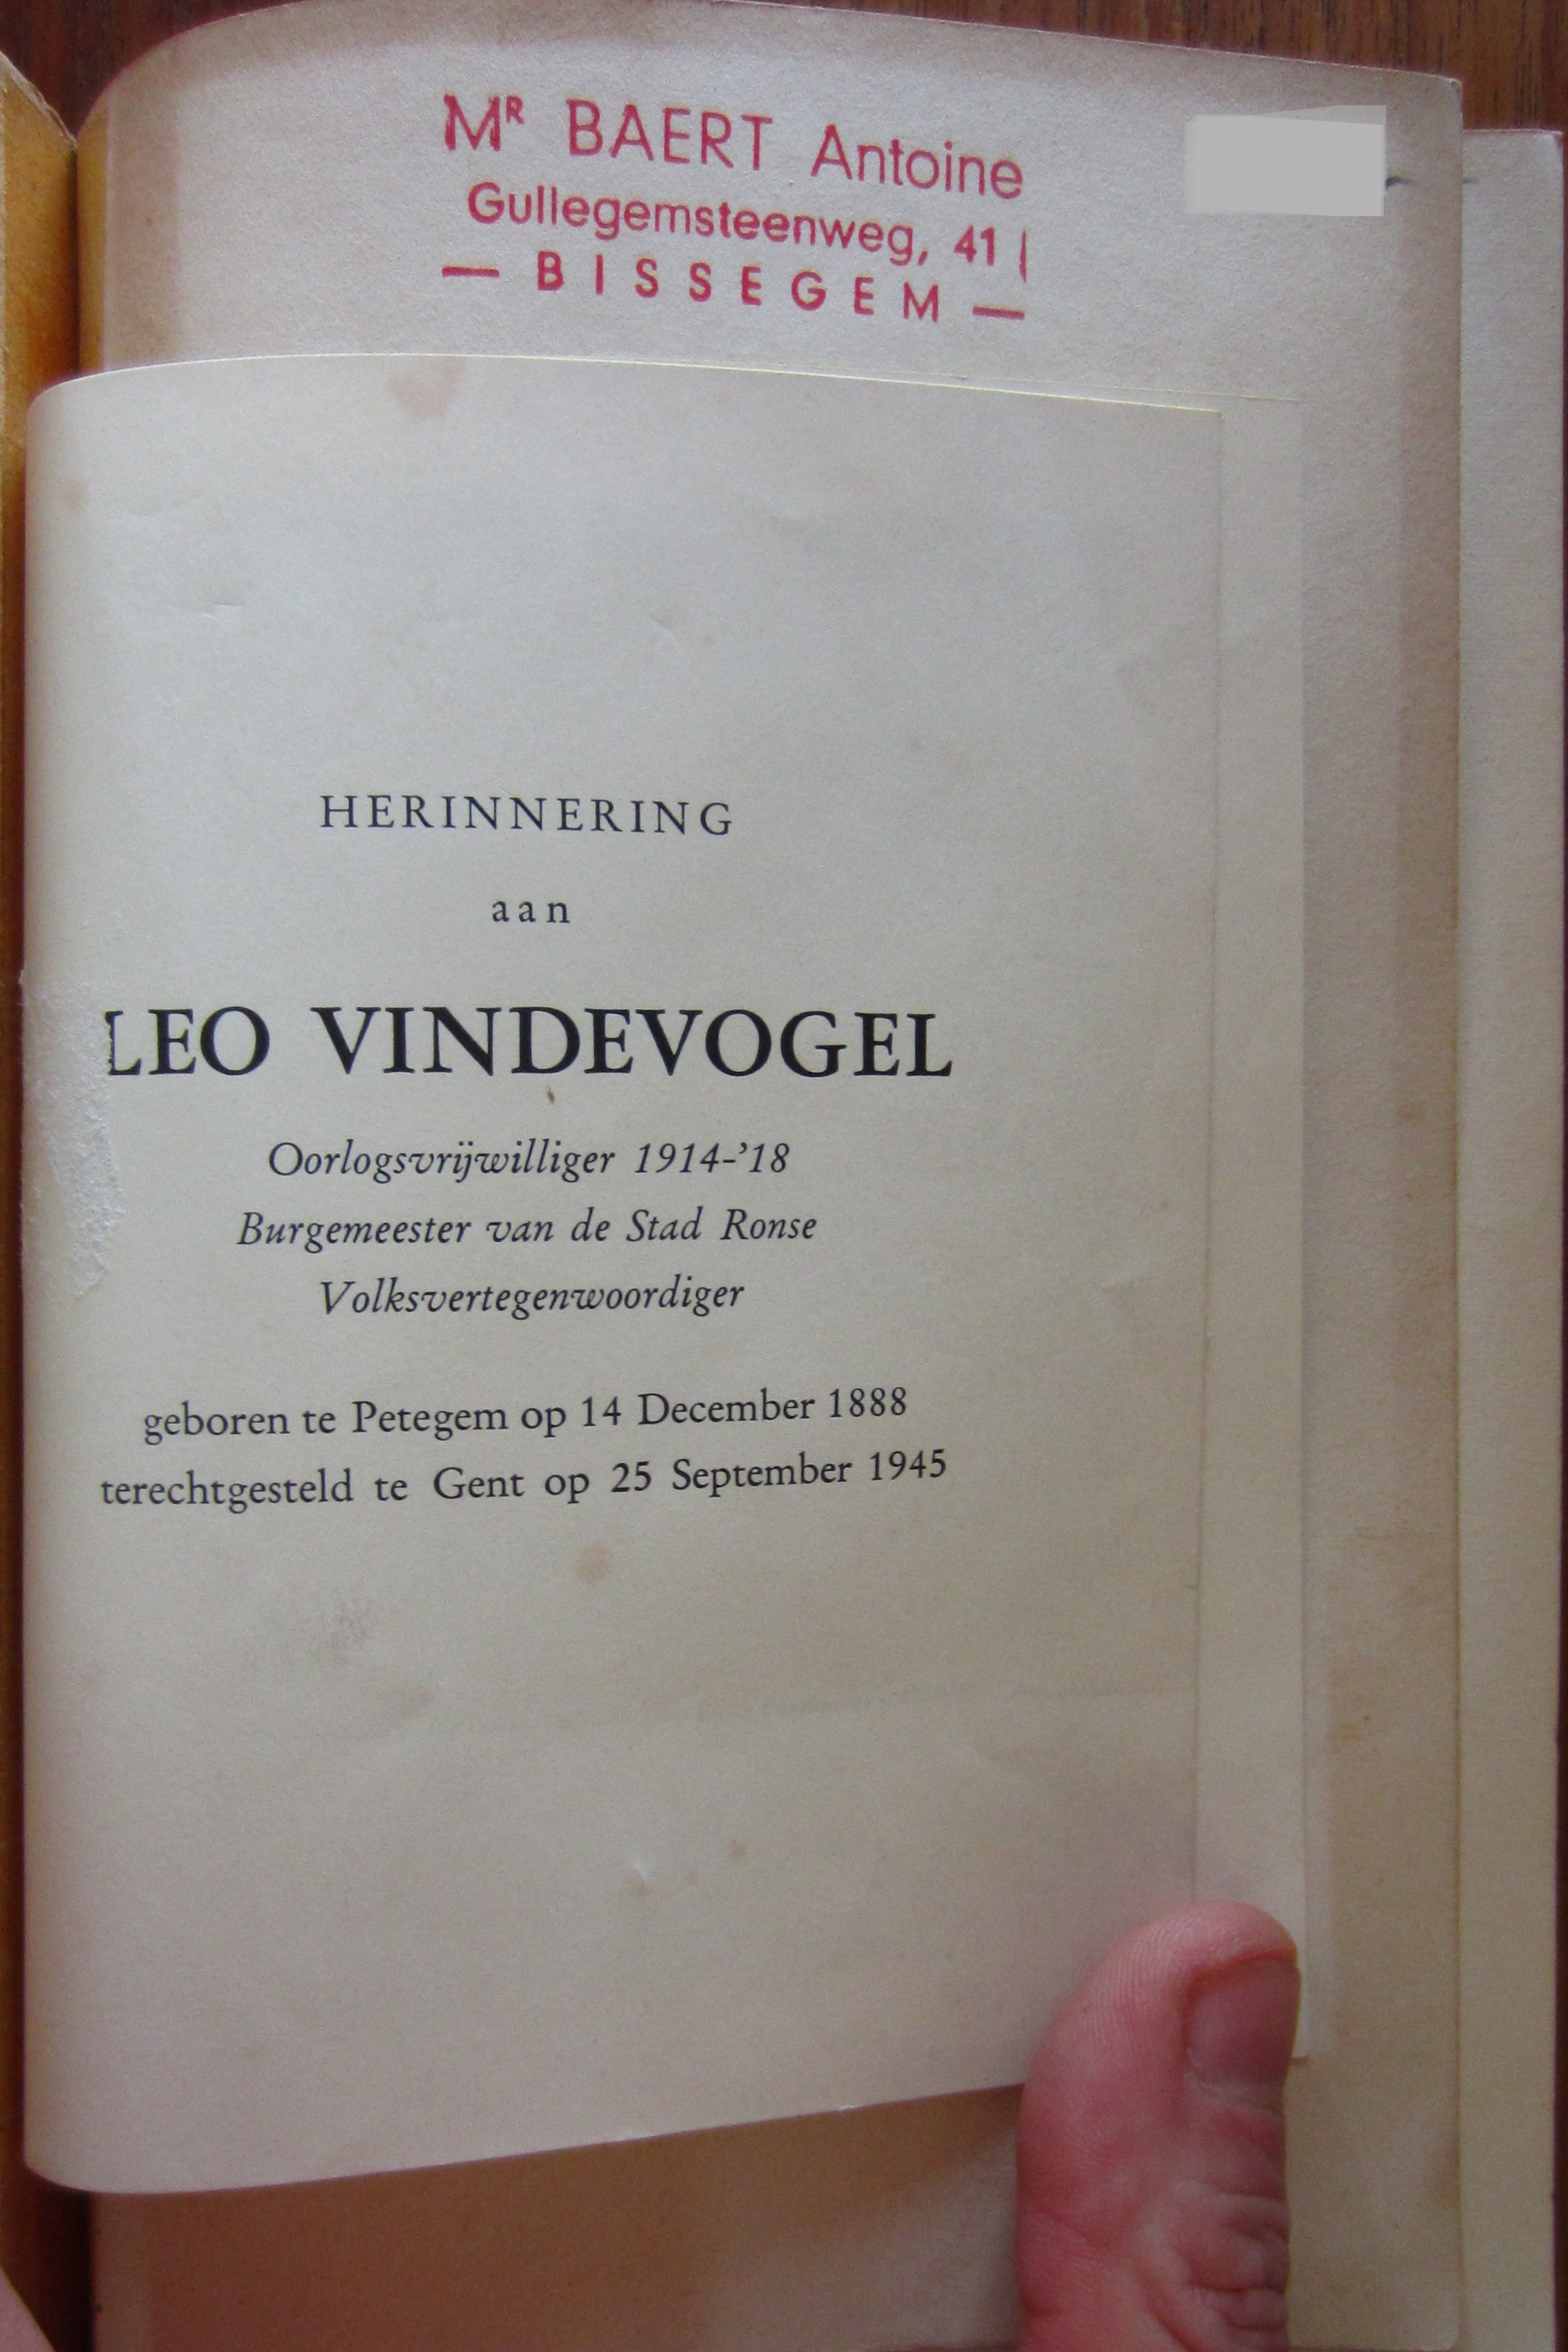 Mᴿ BAERT Antoine
Gullegemsteenweg, 41 |
— BISSEGEM —
HERINNERING
aan
LEO VINDEVOGEL
Oorlogsvrijwilliger 1914-’18
Burgemeester van de Stad Ronse
Volksvertegenwoordiger
geboren te Petegem op 14 December 1888
terechtgesteld te Gent op 25 September 1945